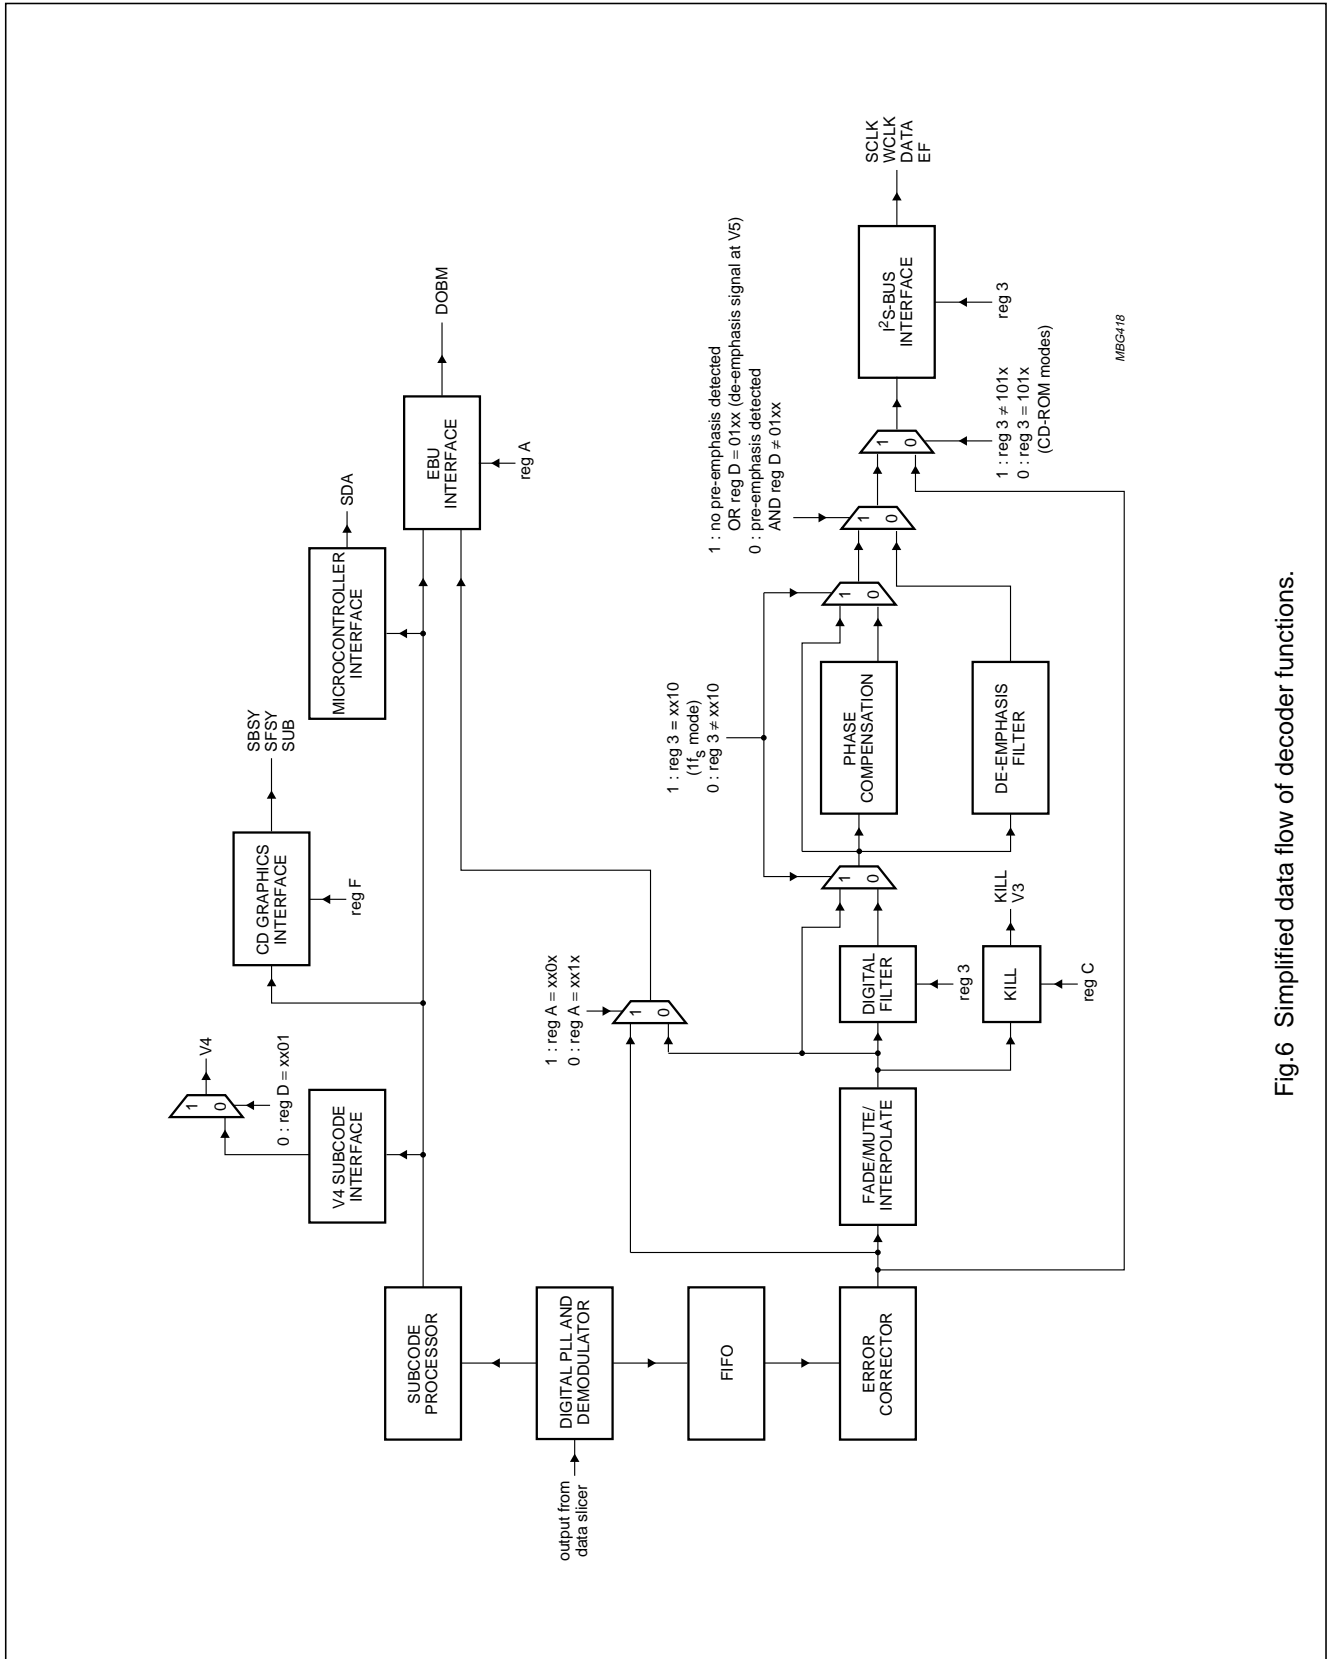 output from
data slicer
SUBCODE
PROCESSOR
DIGITAL PLL AND
DEMODULATOR
FIFO
ERROR
CORRECTOR
V4 SUBCODE
INTERFACE
1
0
V4
0 : reg D = xx01
CD GRAPHICS
INTERFACE
reg F
SBSY
SFSY
SUB
MICROCONTROLLER
INTERFACE
SDA
EBU
INTERFACE
reg A
DOBM
1 : reg A = xx0x
0 : reg A = xx1x
1
0
FADE/MUTE/
INTERPOLATE
DIGITAL
FILTER
reg 3
KILL
reg C
KILL
V3
1
0
1 : reg 3 = xx10
(1fs mode)
0 : reg 3 ≠ xx10
PHASE
COMPENSATION
DE-EMPHASIS
FILTER
1
0
1 : no pre-emphasis detected
OR reg D = 01xx (de-emphasis signal at V5)
0 : pre-emphasis detected
AND reg D ≠ 01xx
1
0
1
0
1 : reg 3 ≠ 101x
0 : reg 3 = 101x
(CD-ROM modes)
I2S-BUS
INTERFACE
reg 3
SCLK
WCLK
DATA
EF
MBG418
Fig.6 Simplified data flow of decoder functions.